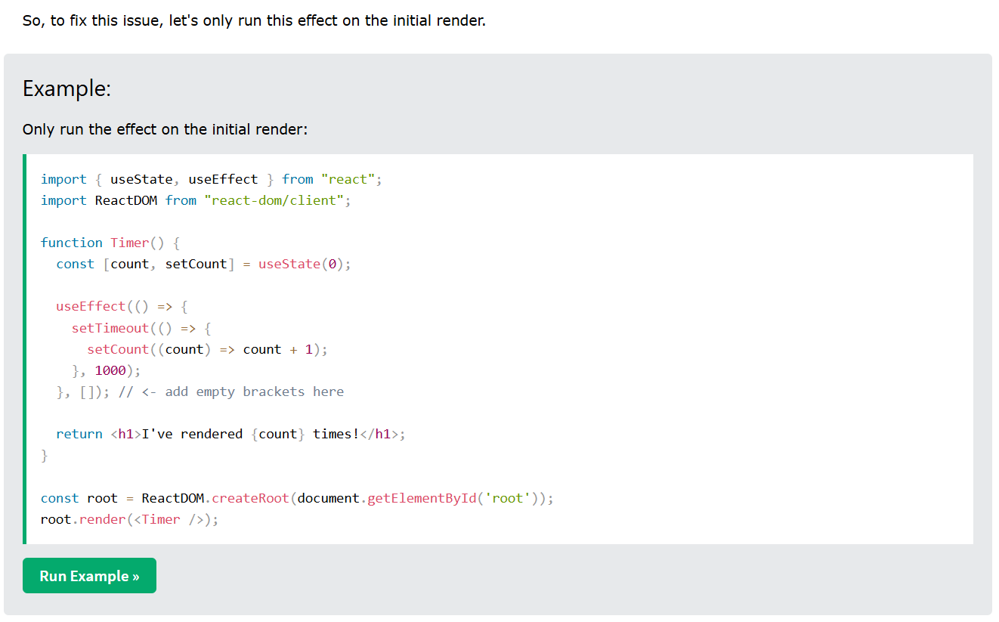 So, to fix this issue, let's only run this effect on the initial render.
Example:
Only run the effect on the initial render:
import { useState, useEffect } from "react";
import ReactDOM from "react-dom/client";
function Timer() {
const [count, setCount] = useState(0);
useEffect(() => {
setTimeout(() => {
setCount((count) => count + 1);
}, 1000);
}, []); // <- add empty brackets here
return <h1>I've rendered {count} times!</h1>;
}
const root = ReactDOM.createRoot(document.getElementById('root'));
root.render(<Timer />);
Run Example »